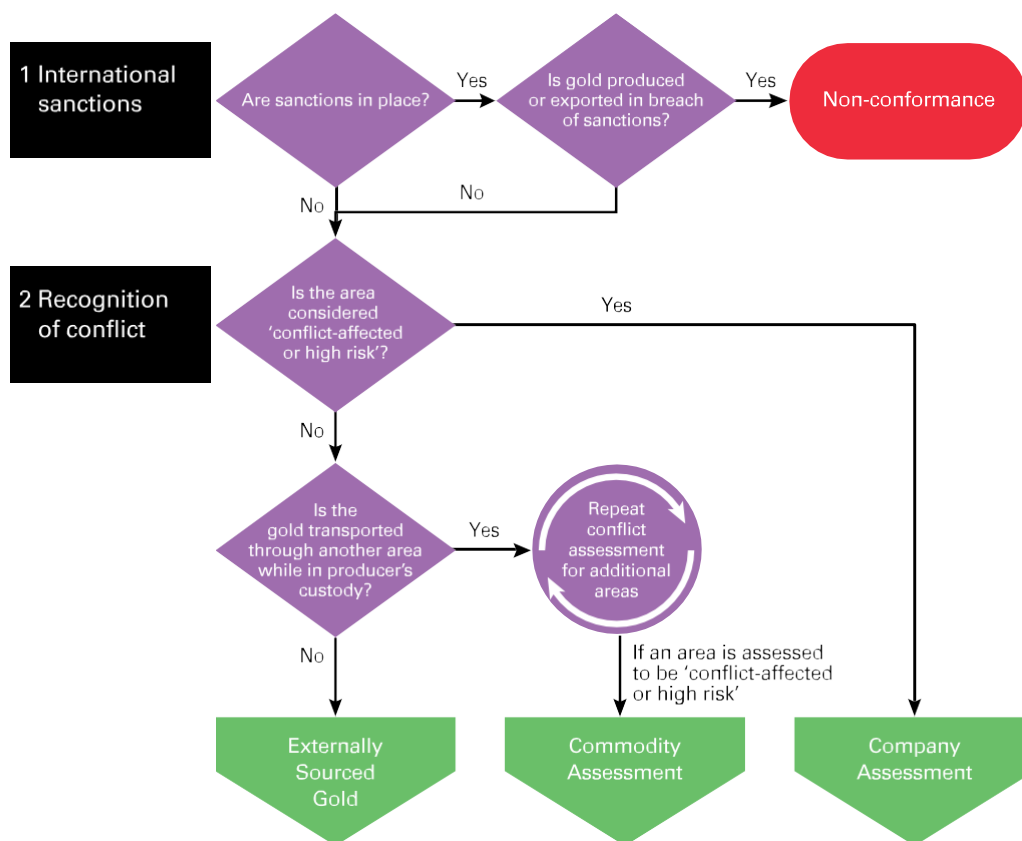 1 International
sanctions
Are sanctions in place?
Yes
Is gold produced
or exported in breach
of sanctions?
Yes
Non-conformance
No
No
2 Recognition
of conflict
Is the area
considered
‘conflict-affected
or high risk’?
Yes
No
Is the
gold transported
through another area
while in producer’s
custody?
Yes
Repeat
conflict
assessment
for additional
areas
No
If an area is assessed
to be ‘conflict-affected
or high risk’
Externally
Sourced
Gold
Commodity
Assessment
Company
Assessment